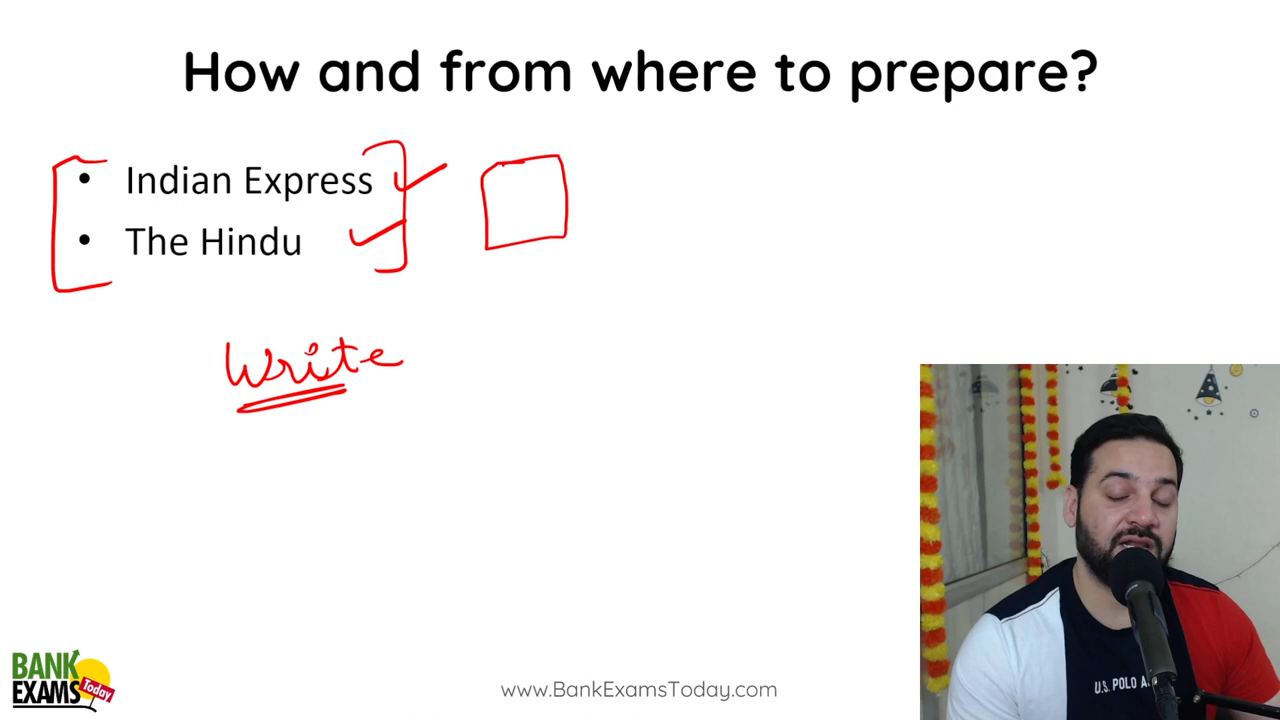 How and from where to prepare?
• Indian Express
• The Hindu
Write
BANK
EXAMS
Today
www.BankExamsToday.com
U.S. POLO A